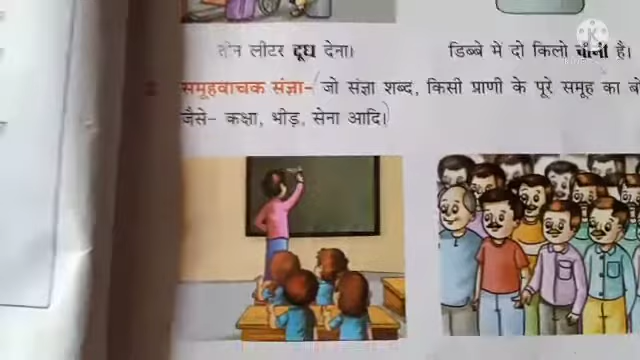 तीन लीटर दूध देना।
डिब्बे में दो किलो चीनी है।
समूहवाचक संज्ञा- जो संज्ञा शब्द, किसी प्राणी के पूरे समूह का
जैसे- कक्षा, भीड़, सेना आदि।